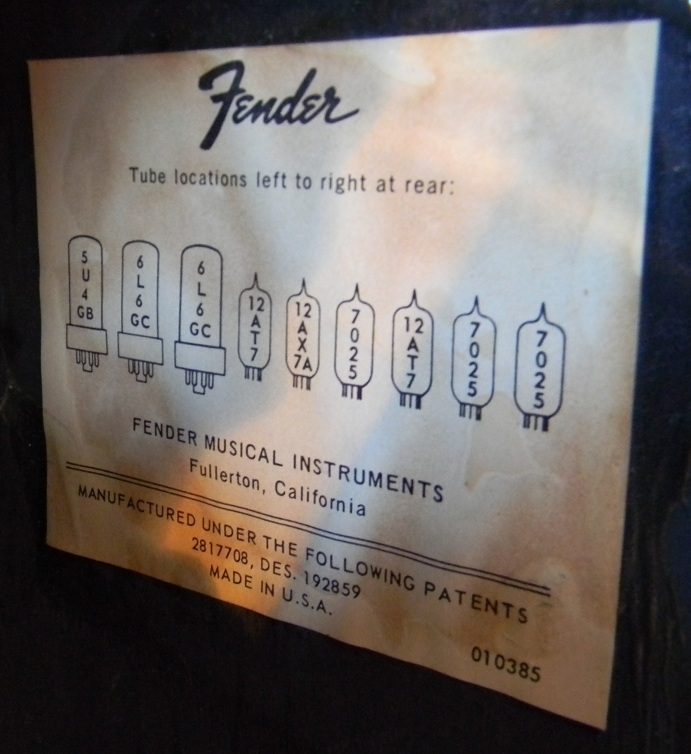 Fender
Tube locations left to right at rear:
5U4GB 6L6GC 6L6GC 12AT7 12AX7A 7025 12AT7 7025 7025
FENDER MUSICAL INSTRUMENTS
Fullerton, California
MANUFACTURED UNDER THE FOLLOWING PATENTS
2817708, DES. 192859
MADE IN U.S.A.
010385